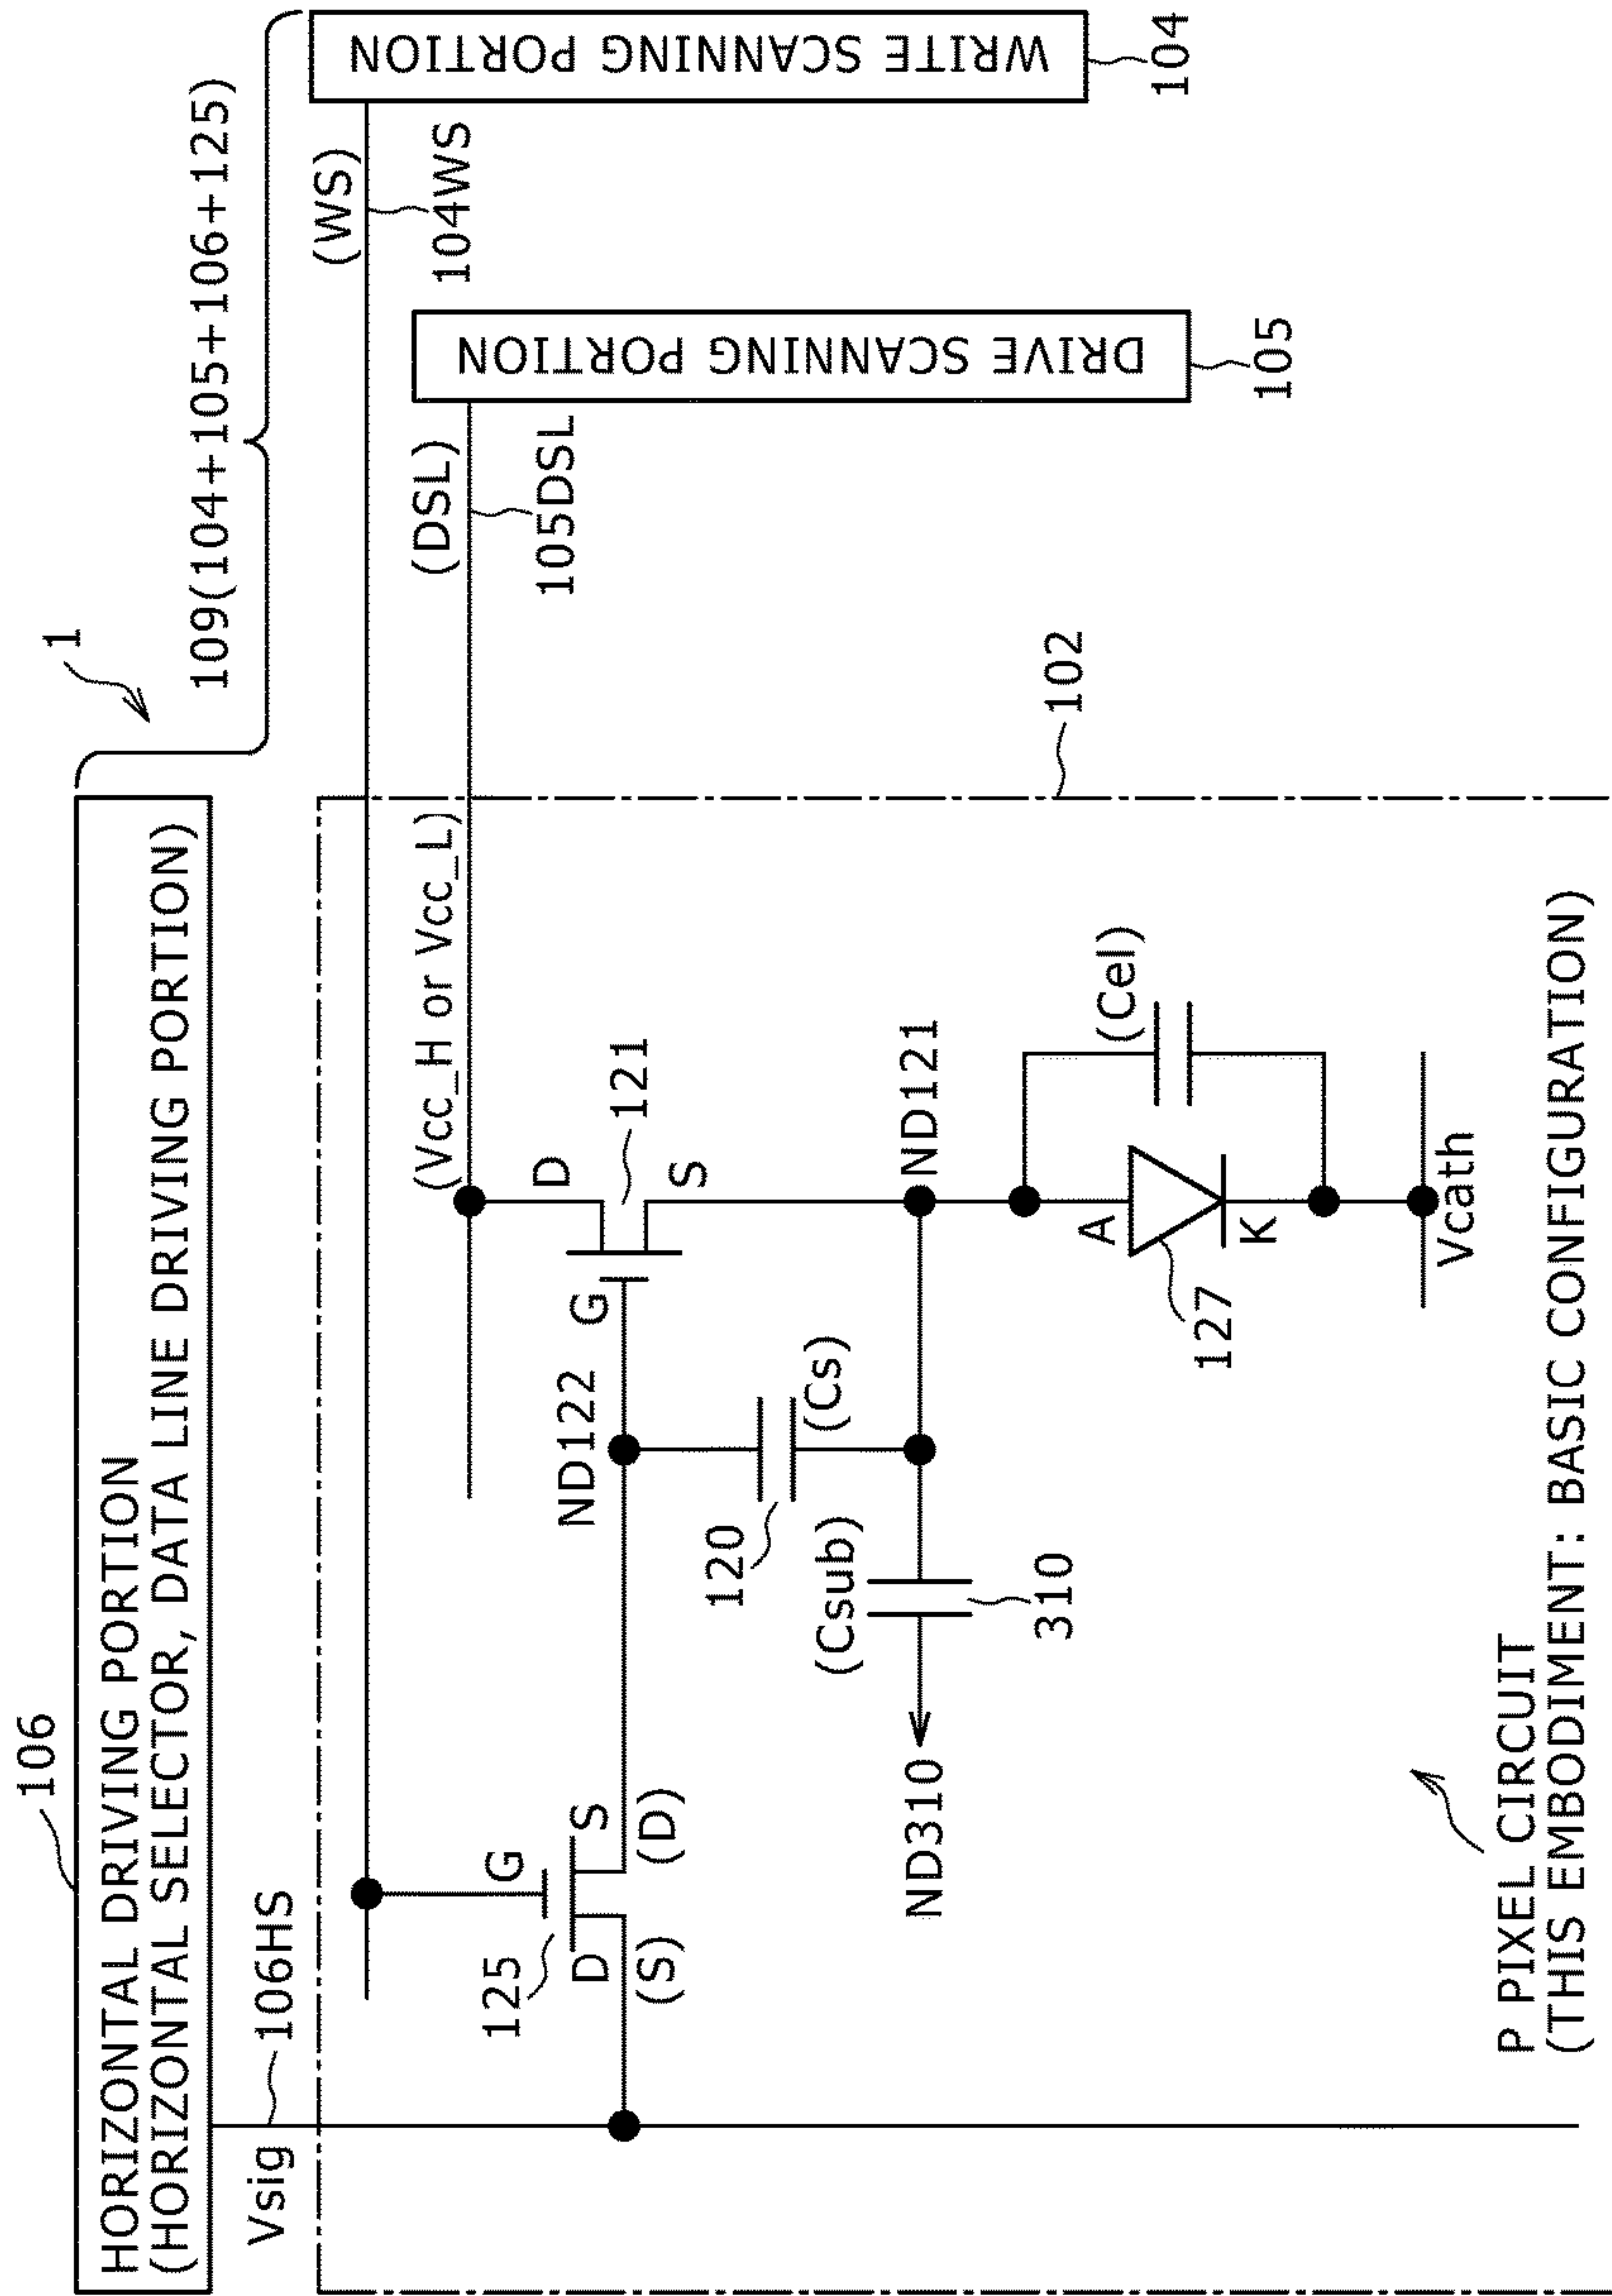 1
109(104+105+106+125)
106
HORIZONTAL DRIVING PORTION
(HORIZONTAL SELECTOR, DATA LINE DRIVING PORTION)
Vsig
106HS
(WS)
104WS
WRITE SCANNING PORTION
104
(DSL)
105DSL
DRIVE SCANNING PORTION
105
(Vcc_H or Vcc_L)
102
125
G
D
S
(S)
(D)
ND122
G
D
S
121
120
(Cs)
(Csub)
310
ND310
ND121
A
K
127
(Cel)
Vcath
P PIXEL CIRCUIT
(THIS EMBODIMENT: BASIC CONFIGURATION)